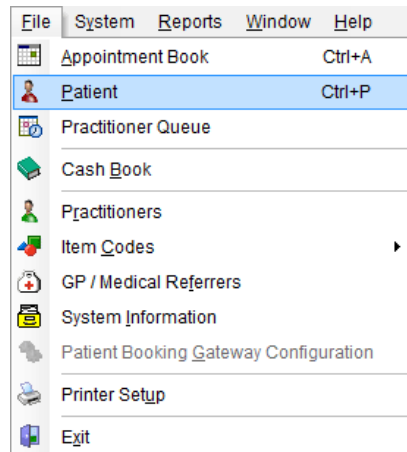 File System Reports Window Help
Appointment Book Ctrl+A
Patient Ctrl+P
Practitioner Queue
Cash Book
Practitioners
Item Codes
GP / Medical Referrers
System Information
Patient Booking Gateway Configuration
Printer Setup
Exit